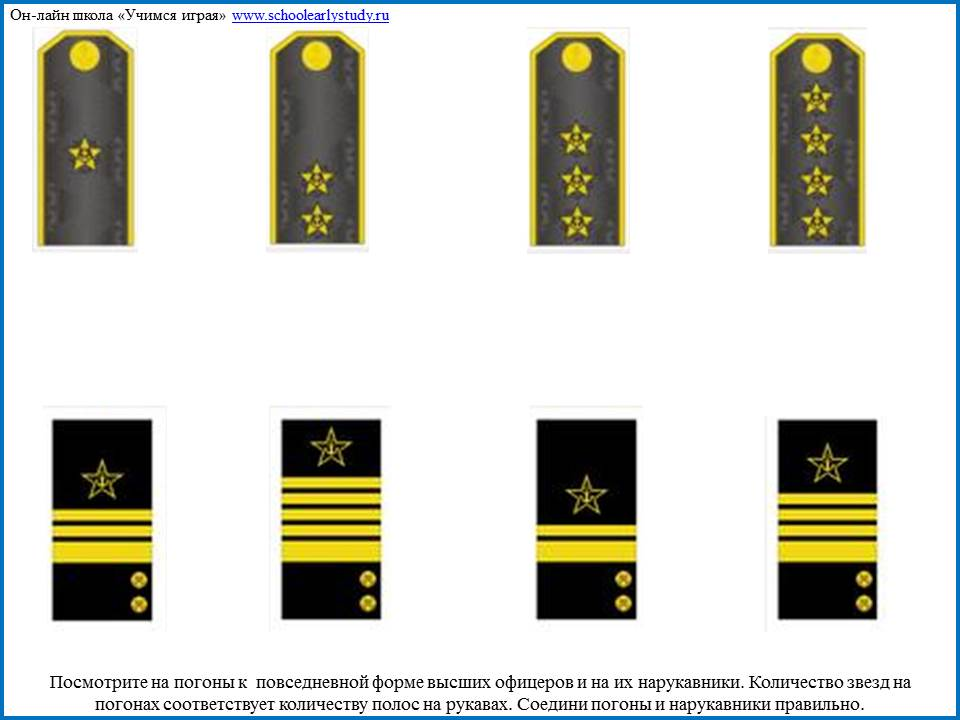 Он-лайн школа «Учимся играя» www.schoolearlystudy.ru
Посмотрите на погоны к повседневной форме высших офицеров и на их нарукавники. Количество звезд на
погонах соответствует количеству полос на рукавах. Соедини погоны и нарукавники правильно.